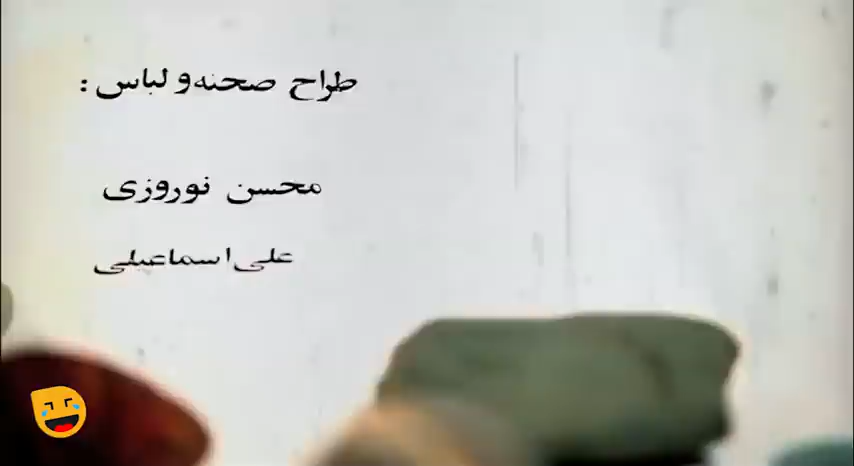 طراح صحنه و لباس :
محسن نوروزی
علی اسماعیلی